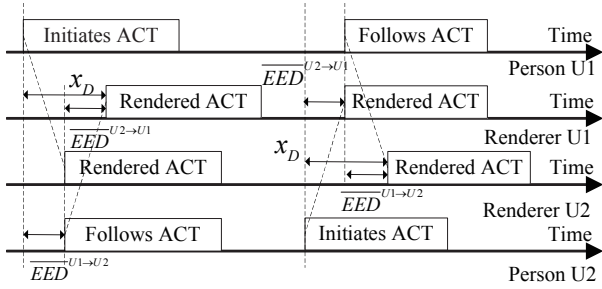 Initiates ACT Follows ACT Time
Person U1
x_D EED^{U2→U1}
Rendered ACT Rendered ACT Time
EED^{U2→U1} Renderer U1
Rendered ACT x_D Rendered ACT Time
EED^{U1→U2} Renderer U2
Follows ACT Initiates ACT Time
EED^{U1→U2} Person U2